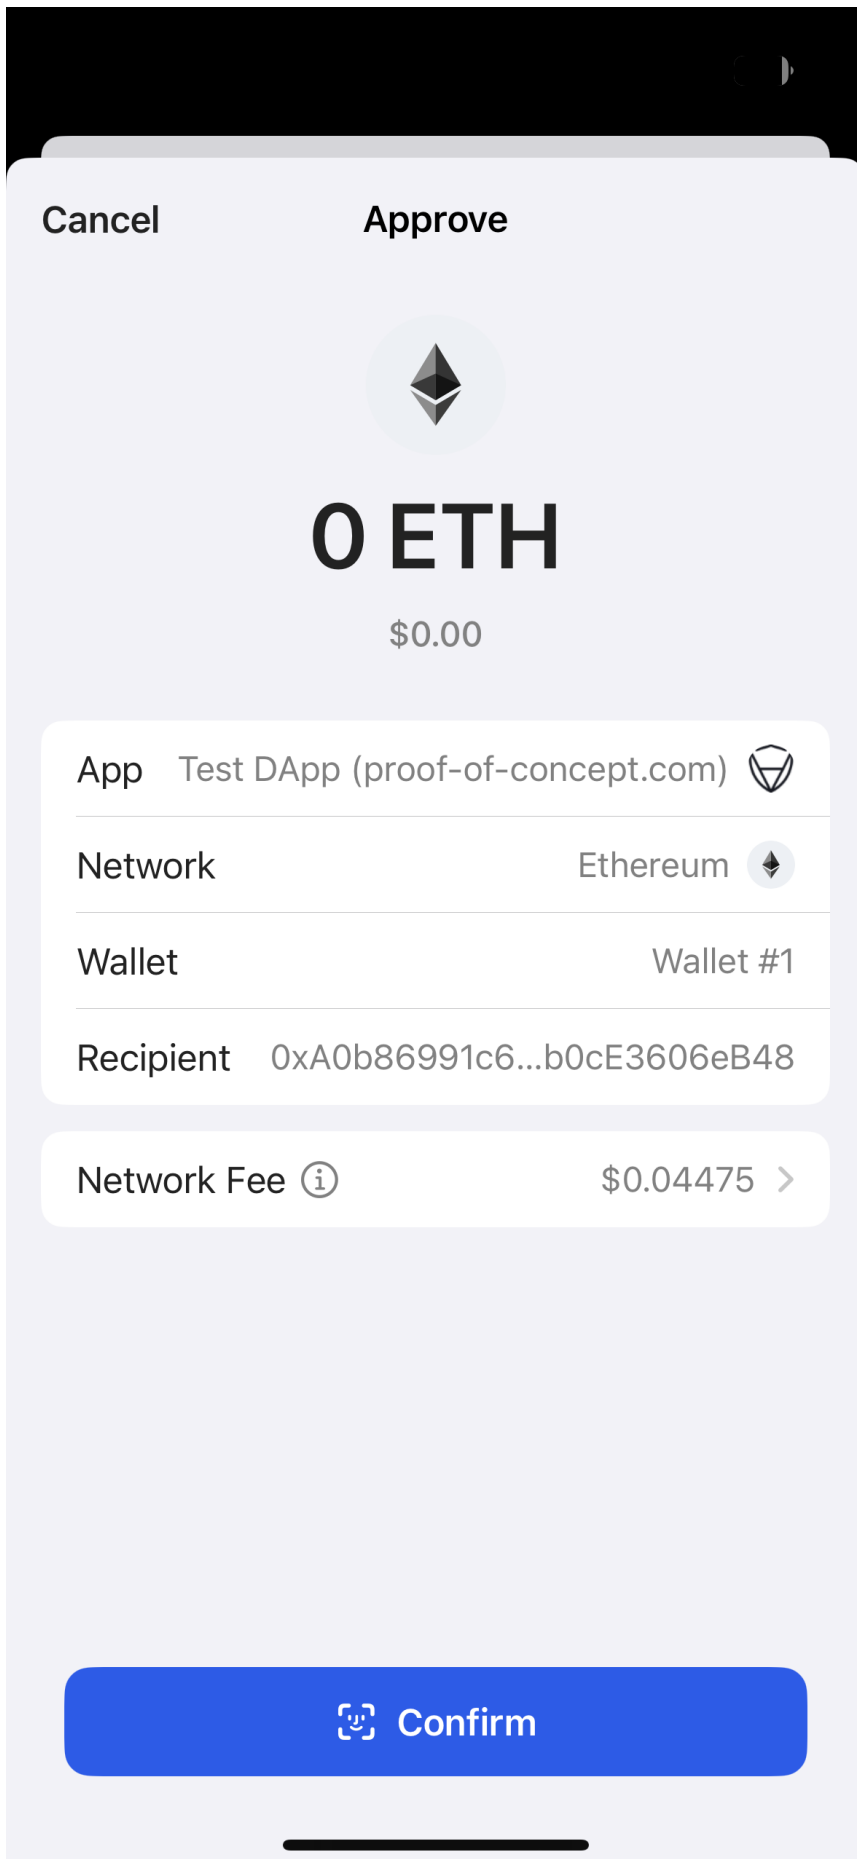 Cancel Approve
0 ETH
$0.00
App Test DApp (proof-of-concept.com)
Network Ethereum
Wallet Wallet #1
Recipient 0xA0b86991c6...b0cE3606eB48
Network Fee $0.04475
Confirm